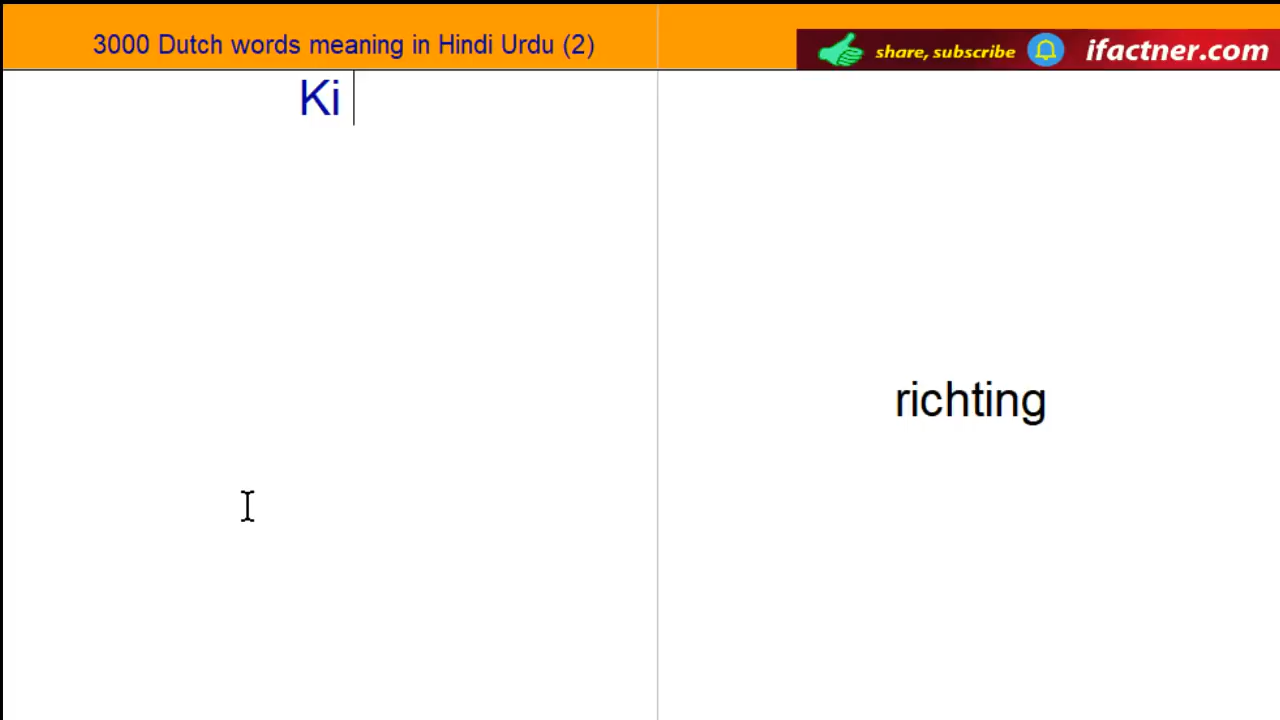 3000 Dutch words meaning in Hindi Urdu (2)
share, subscribe
ifactner.com
Ki
richting